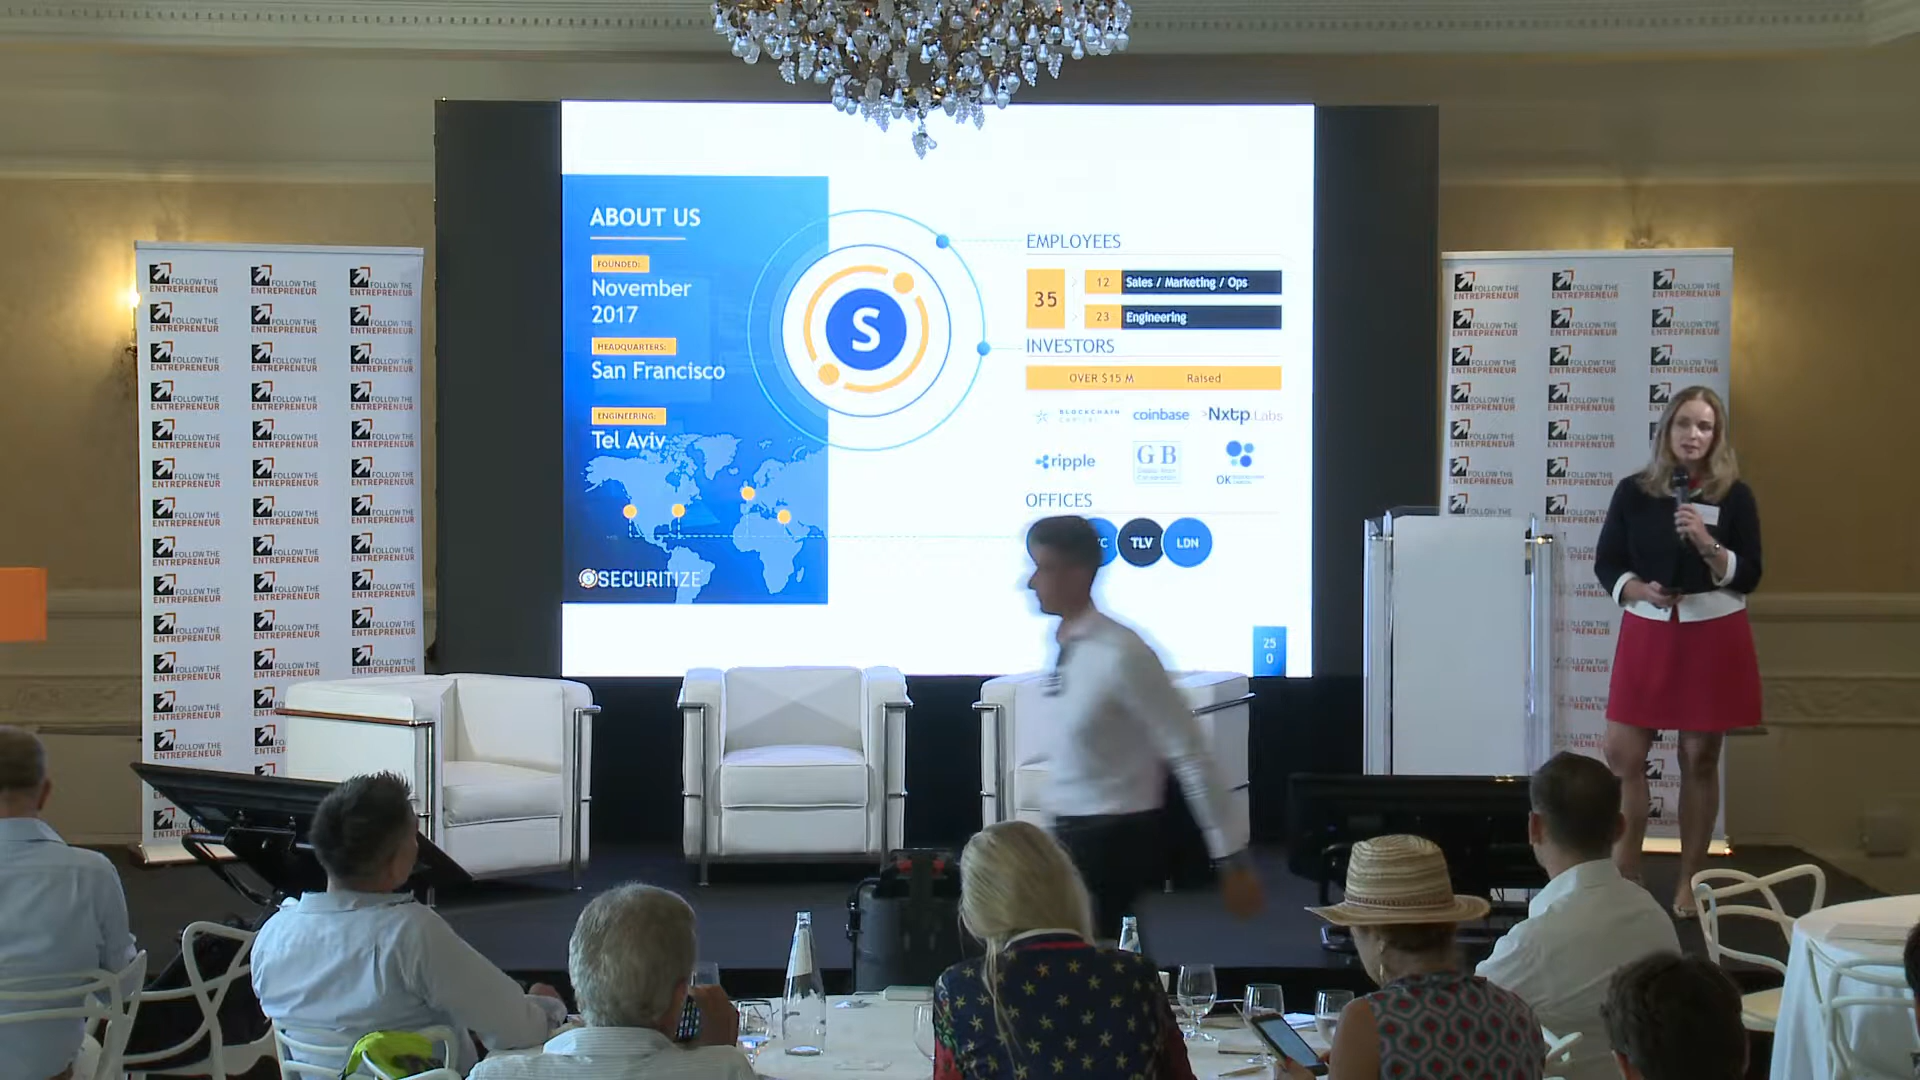 ABOUT US
FOUNDED:
November
2017
HEADQUARTERS:
San Francisco
ENGINEERING:
Tel Aviv
SECURITIZE
S
EMPLOYEES
35
12 Sales / Marketing / Ops
23 Engineering
INVESTORS
OVER $15 M Raised
BLOCKCHAIN
CAPITAL
coinbase
Nxtp.Labs
ripple
GB
OK
OFFICES
TLV
LDN
25
0
FOLLOW THE
ENTREPRENEUR